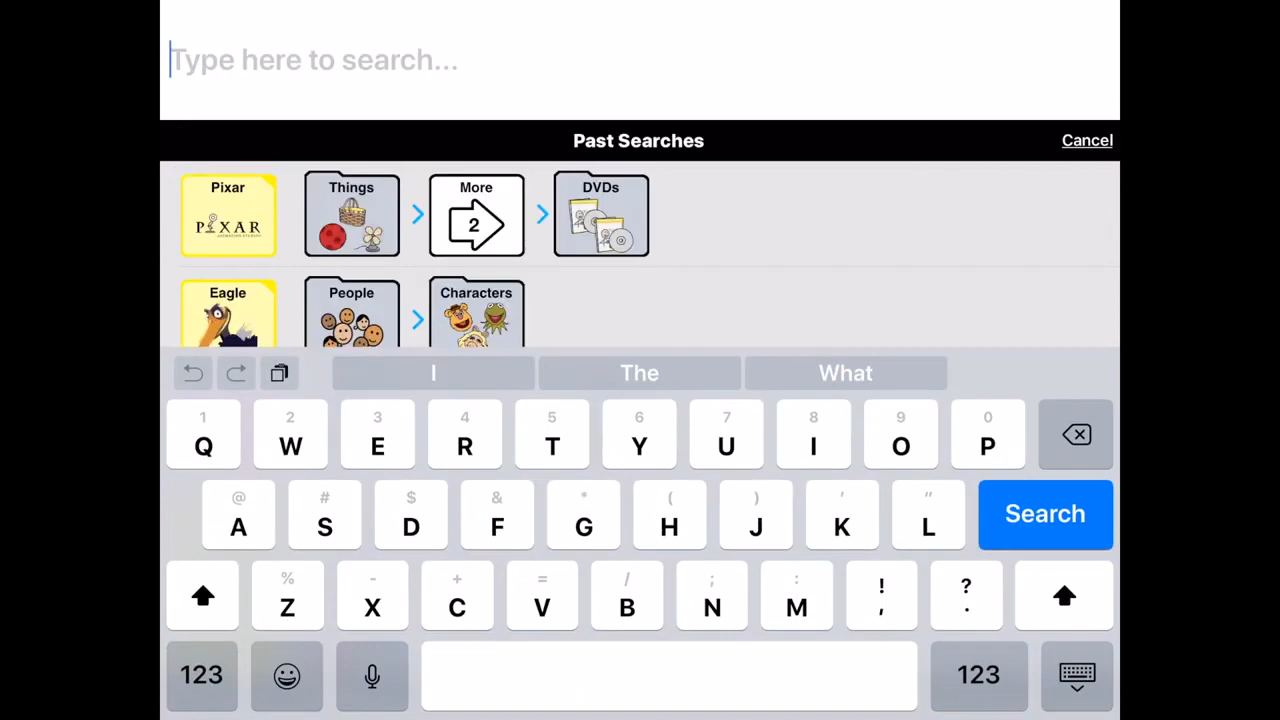 Type here to search...
Past Searches
Cancel
Pixar
Things
More
DVDs
PIXAR
2
Eagle
People
Characters
I
The
What
1 2 3 4 5 6 7 8 9 0
Q W E R T Y U I O P
@ # $ & * ( ) ' "
A S D F G H J K L
Search
% - + = / ; : ! ?
Z X C V B N M , .
123
123